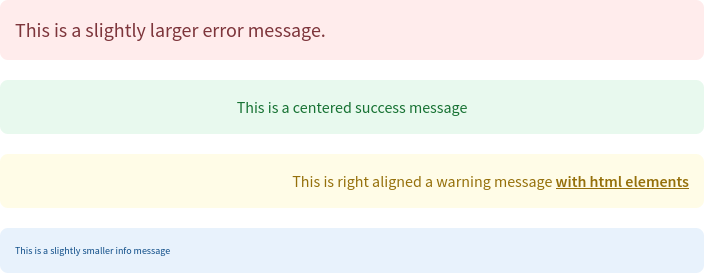 This is a slightly larger error message.
This is a centered success message
This is right aligned a warning message with html elements
This is a slightly smaller info message